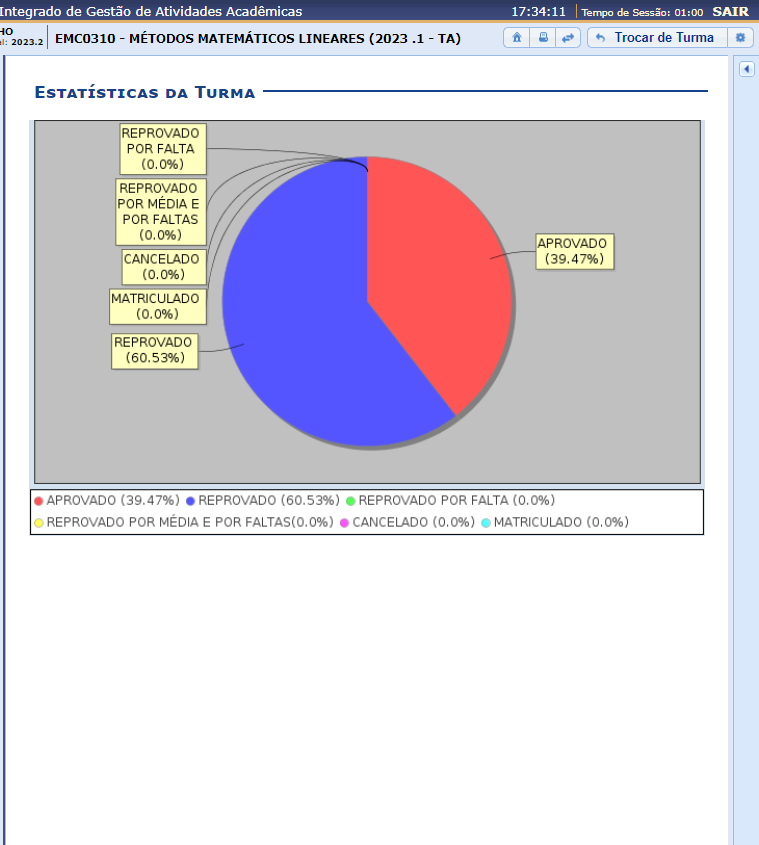 Integrado de Gestão de Atividades Acadêmicas 17:34:11 Tempo de Sessão: 01:00 SAIR
HO
el: 2023.2 EMC0310 - MÉTODOS MATEMÁTICOS LINEARES (2023 .1 - TA) Trocar de Turma
Estatísticas da Turma
REPROVADO
POR FALTA
(0.0%)
REPROVADO
POR MÉDIA E
POR FALTAS
(0.0%)
CANCELADO
(0.0%)
MATRICULADO
(0.0%)
REPROVADO
(60.53%)
APROVADO
(39.47%)
APROVADO (39.47%) REPROVADO (60.53%) REPROVADO POR FALTA (0.0%)
REPROVADO POR MÉDIA E POR FALTAS(0.0%) CANCELADO (0.0%) MATRICULADO (0.0%)